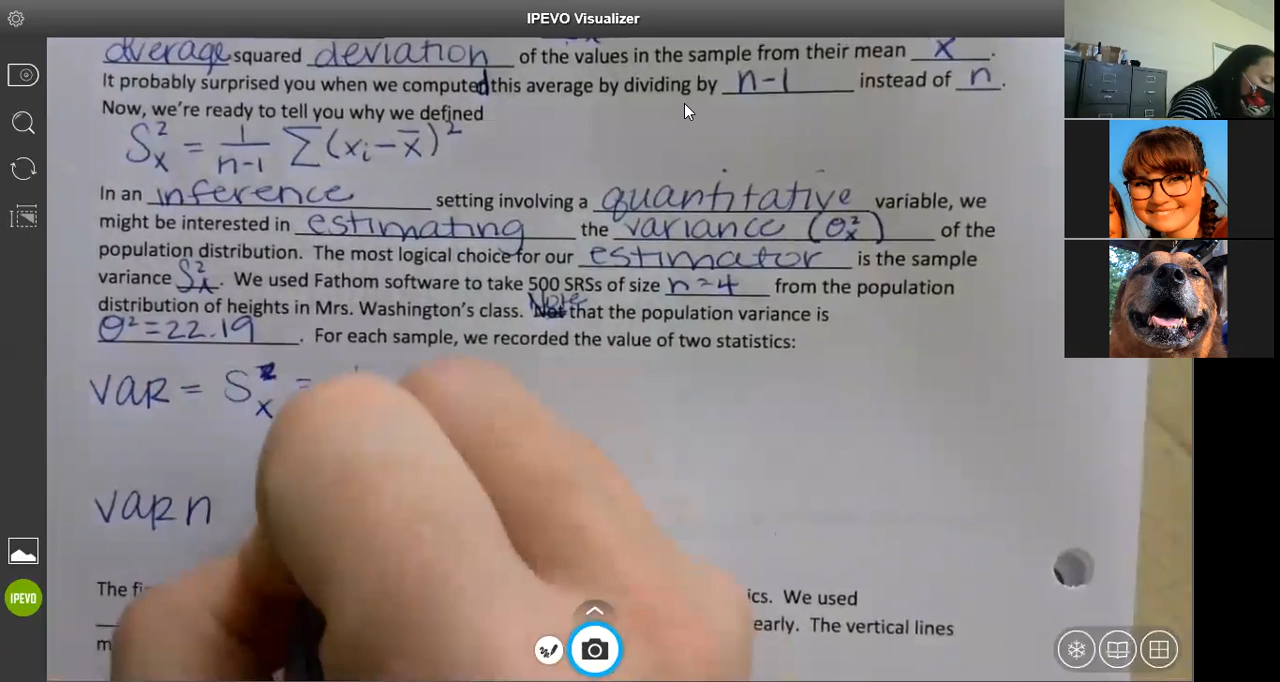 IPEVO Visualizer
average squared deviation of the values in the sample from their mean x̄.
It probably surprised you when we computed this average by dividing by n-1 instead of n.
Now, we're ready to tell you why we defined
Sₓ² = 1/(n-1) Σ(xᵢ-x̄)²
In an inference setting involving a quantitative variable, we
might be interested in estimating the variance (σₓ²) of the
population distribution. The most logical choice for our estimator is the sample
variance Sₓ². We used Fathom software to take 500 SRSs of size n=4 from the population
distribution of heights in Mrs. Washington's class. Note that the population variance is
σ²=22.19. For each sample, we recorded the value of two statistics:
var = Sₓ² =
varn
The fi ics. We used
early. The vertical lines
m
IPEVO